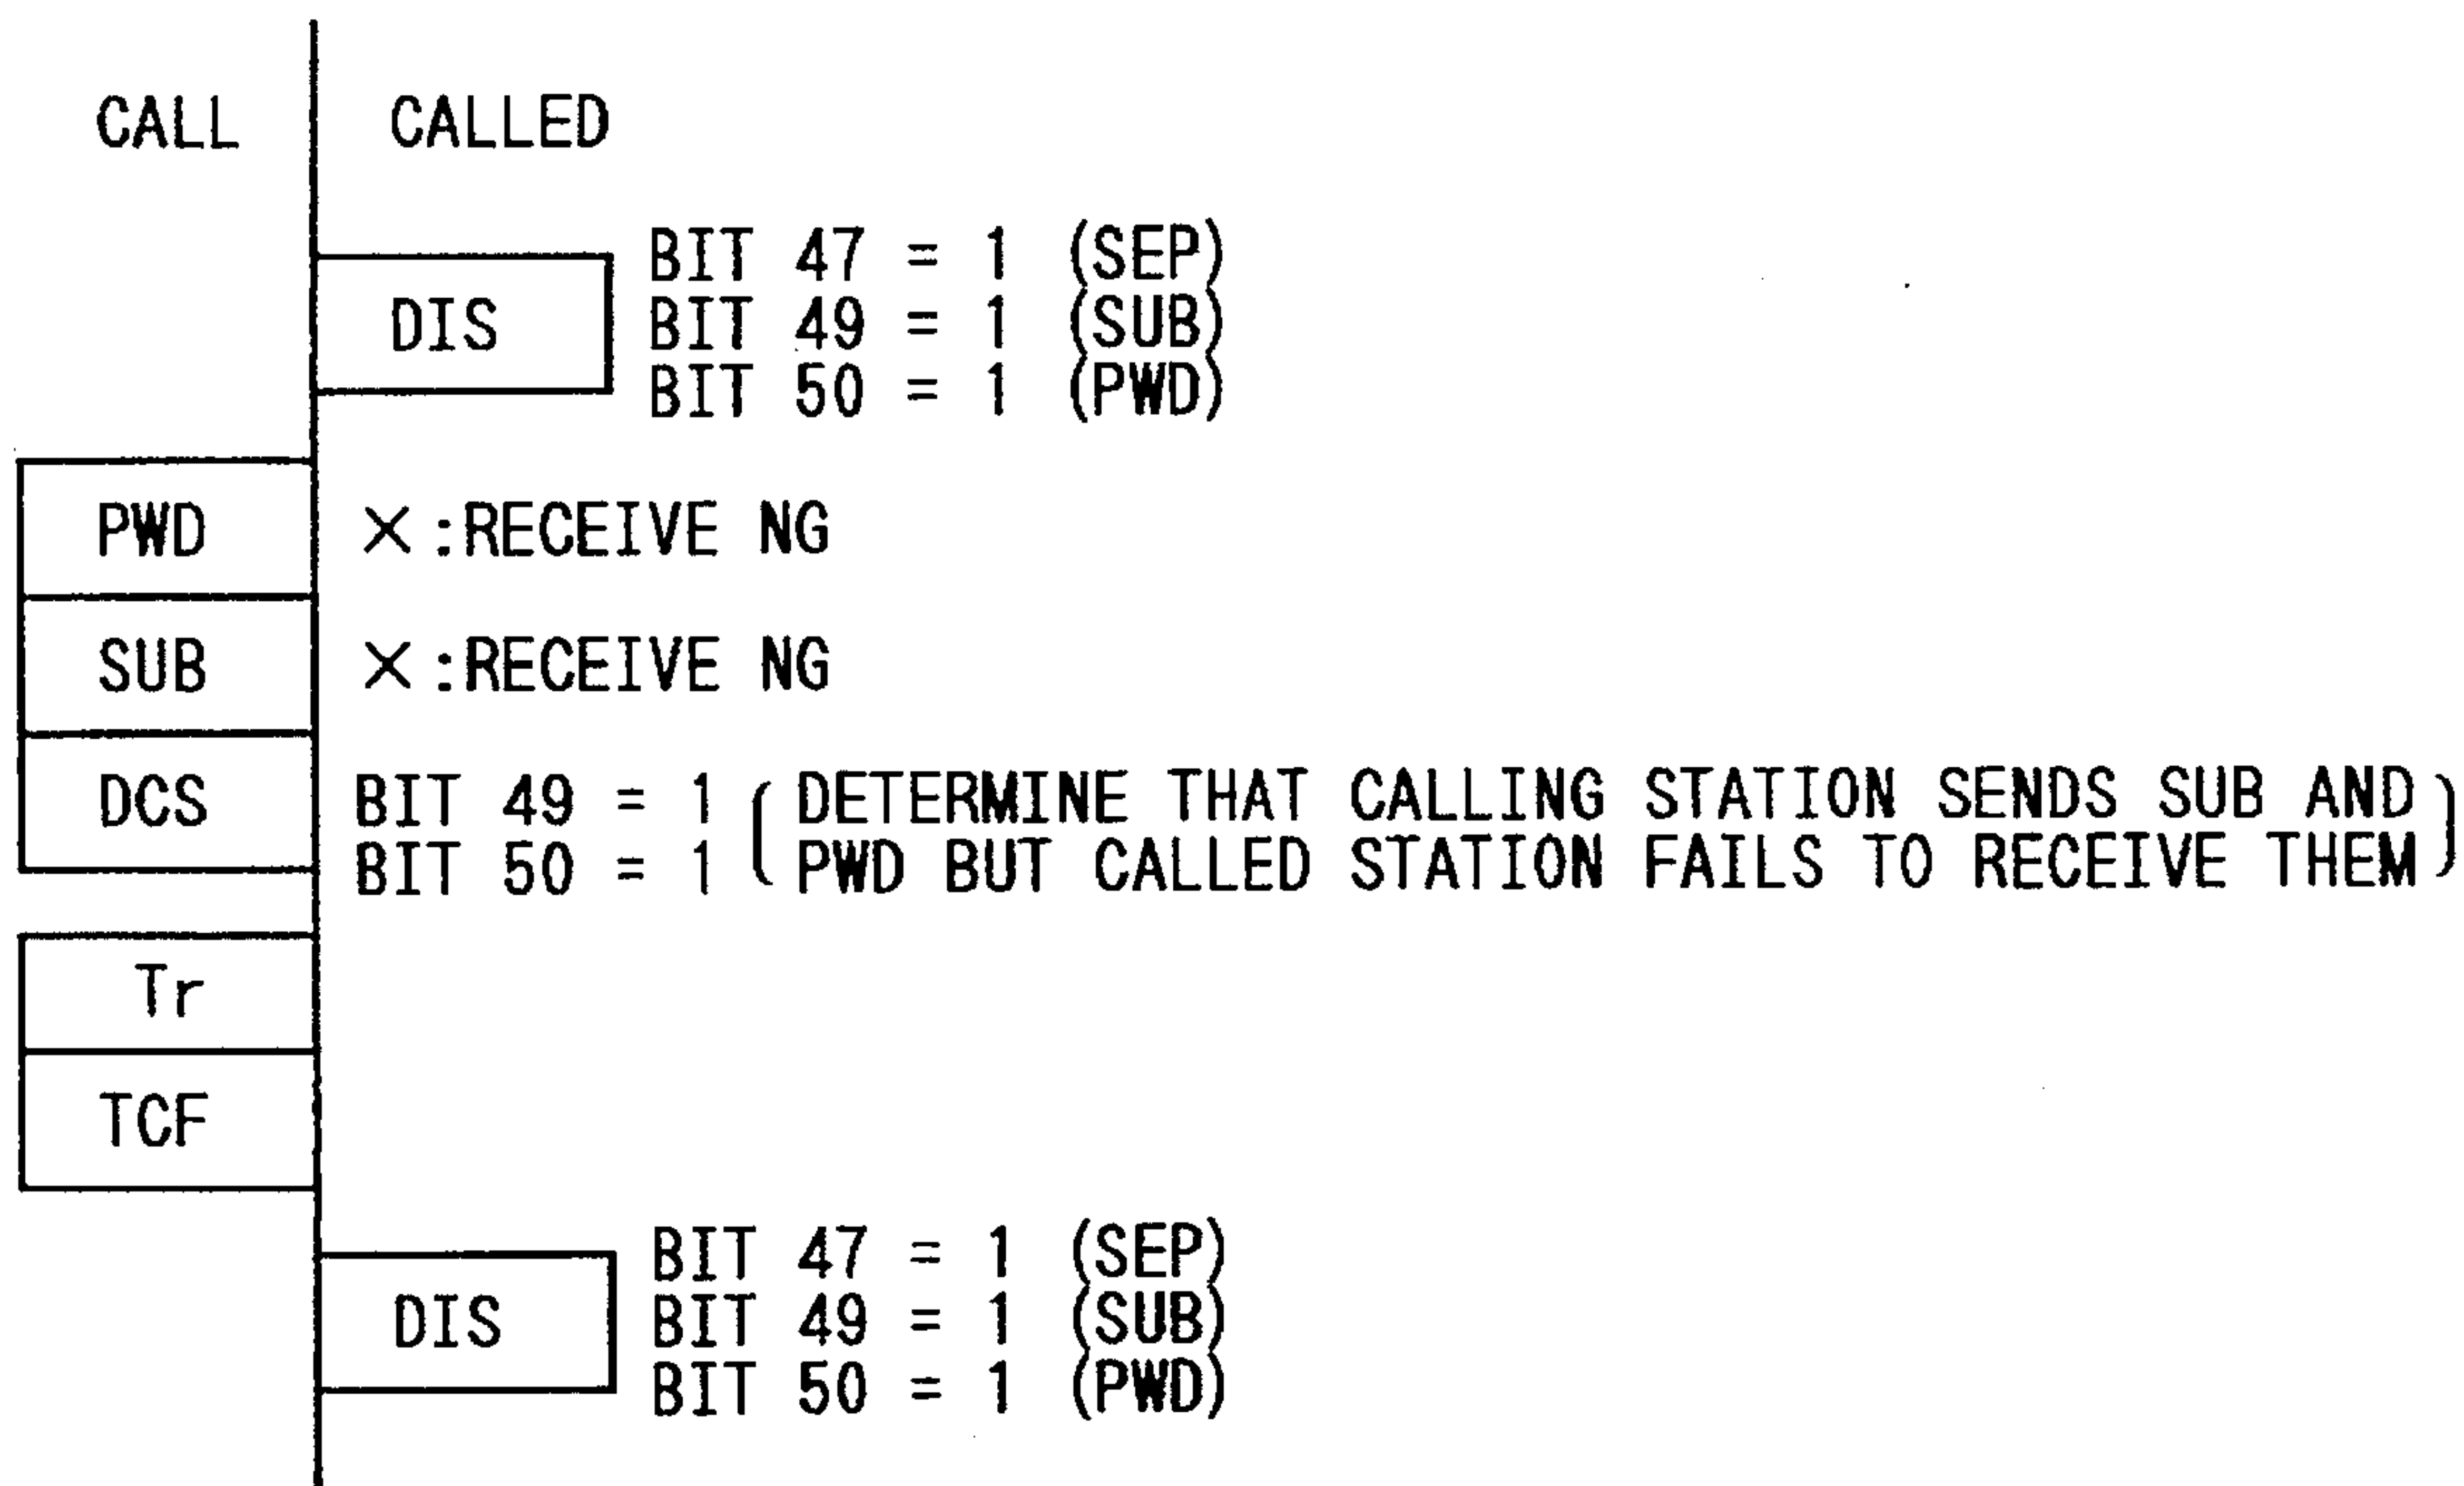 CALL CALLED
BIT 47 = 1 (SEP)
DIS BIT 49 = 1 (SUB)
BIT 50 = 1 (PWD)
PWD ×:RECEIVE NG
SUB ×:RECEIVE NG
DCS BIT 49 = 1 (DETERMINE THAT CALLING STATION SENDS SUB AND
BIT 50 = 1 PWD BUT CALLED STATION FAILS TO RECEIVE THEM)
Tr
TCF
BIT 47 = 1 (SEP)
DIS BIT 49 = 1 (SUB)
BIT 50 = 1 (PWD)